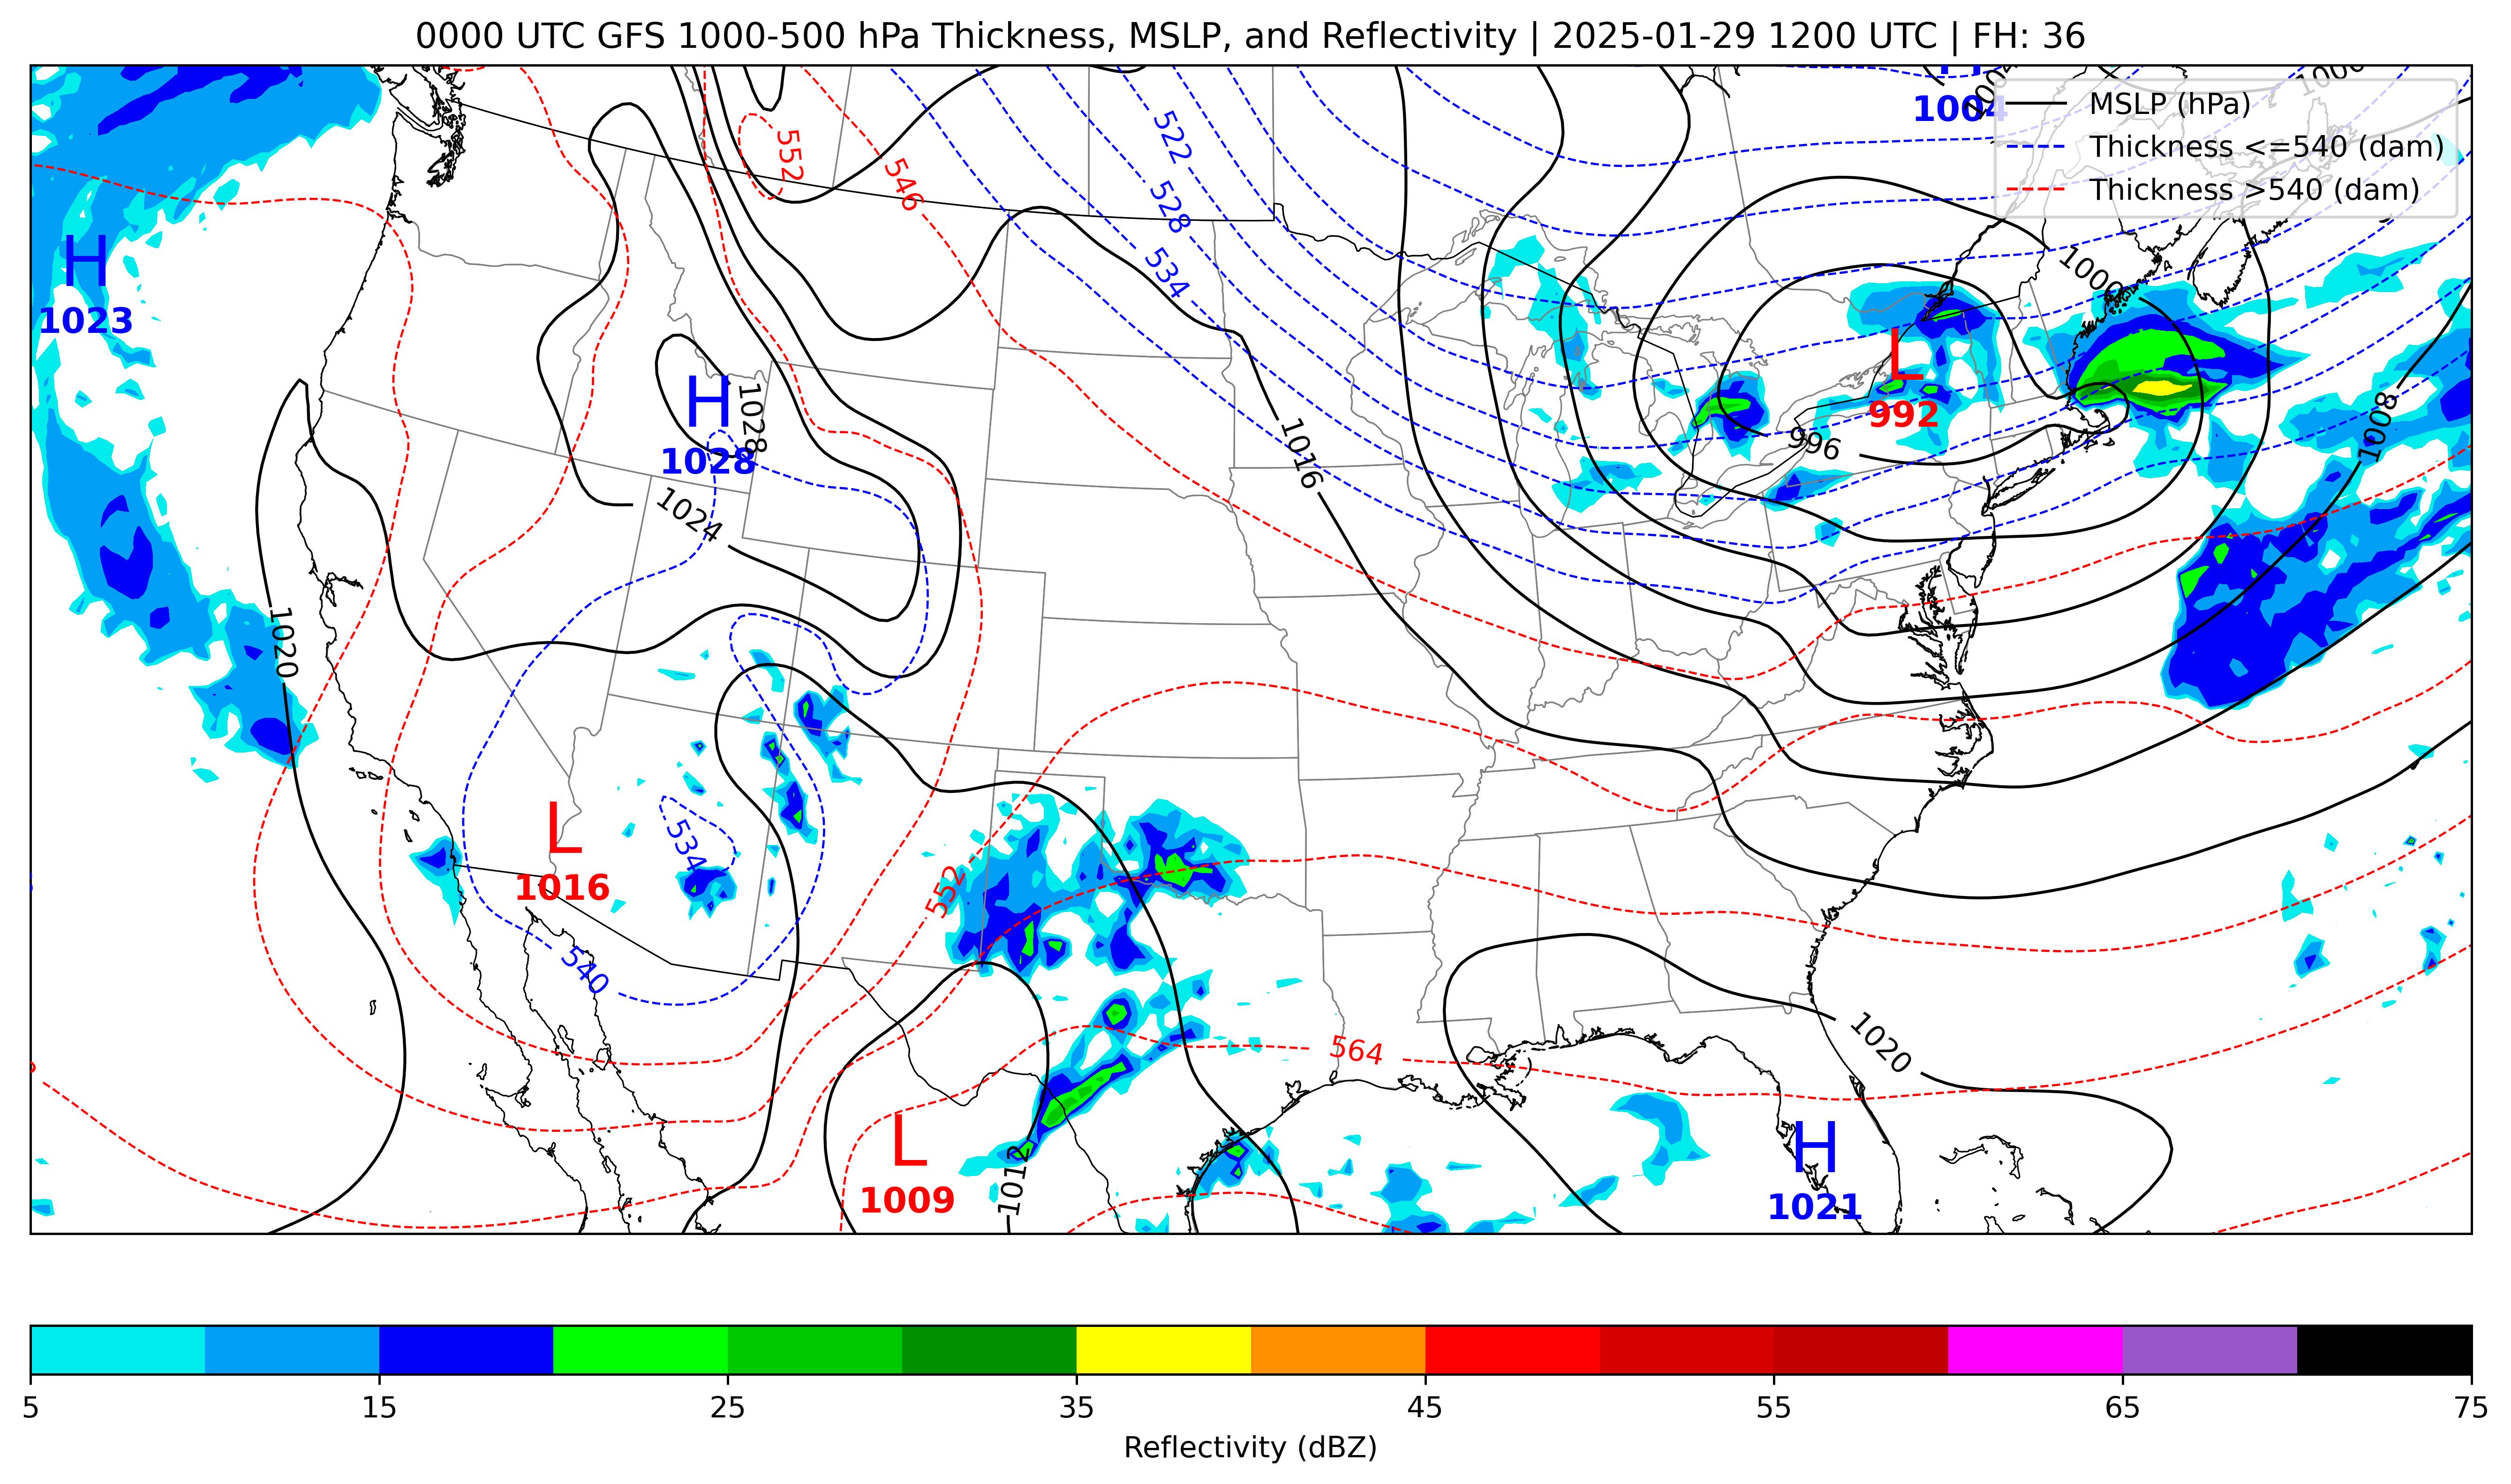 0000 UTC GFS 1000-500 hPa Thickness, MSLP, and Reflectivity | 2025-01-29 1200 UTC | FH: 36
1004
1000
MSLP (hPa)
Thickness <=540 (dam)
Thickness >540 (dam)
522
552
546
528
534
H
1023
1000
L
992
H
1028
1028
1008
996
1016
1024
1020
L
1016
534
552
540
564
1020
L
1009
1012
H
1021
5 15 25 35 45 55 65 75
Reflectivity (dBZ)